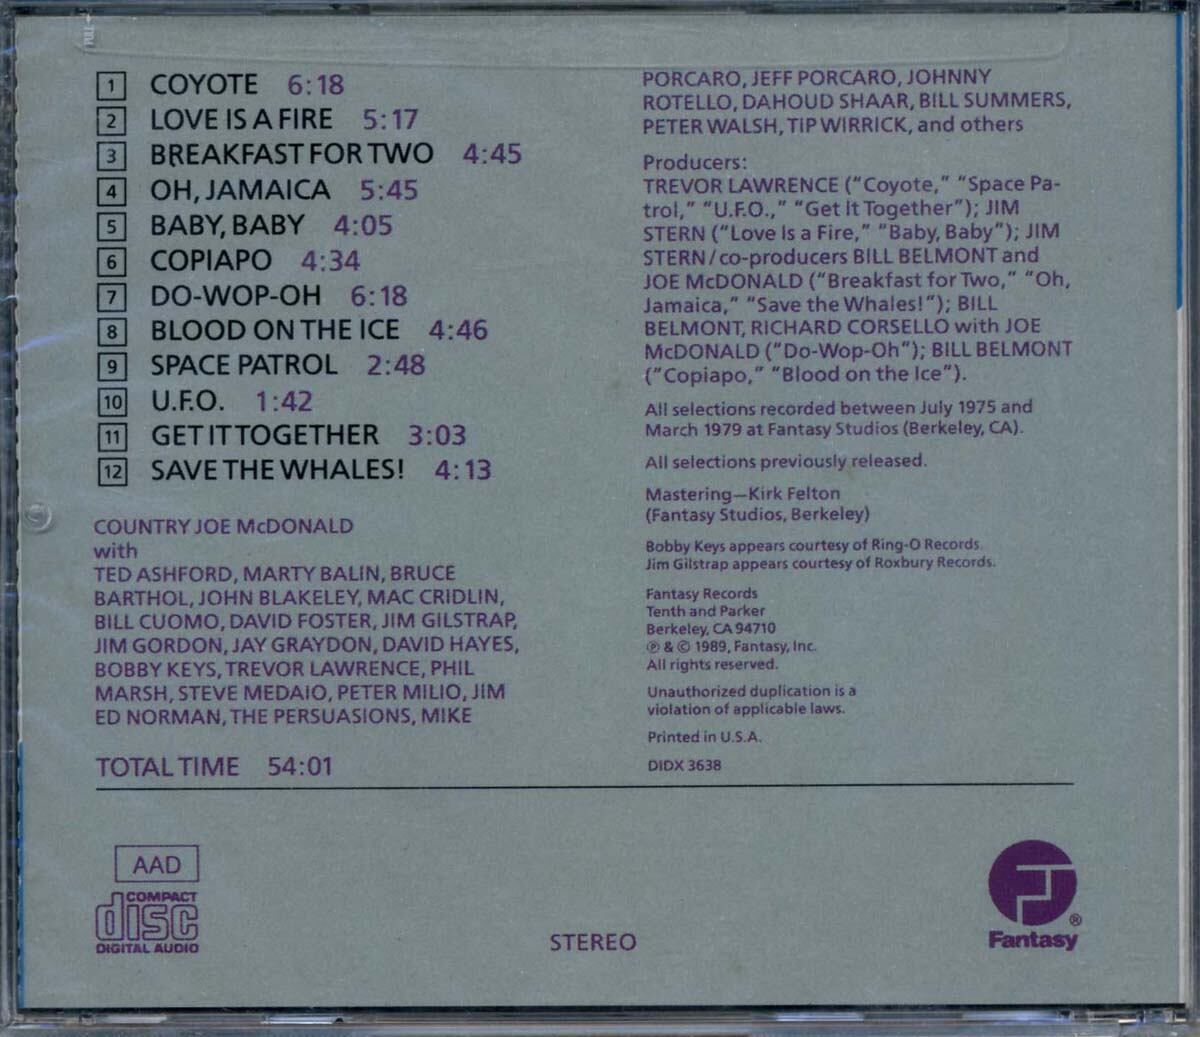 1 COYOTE 6:18
2 LOVE IS A FIRE 5:17
3 BREAKFAST FOR TWO 4:45
4 OH, JAMAICA 5:45
5 BABY, BABY 4:05
6 COPIAPO 4:34
7 DO-WOP-OH 6:18
8 BLOOD ON THE ICE 4:46
9 SPACE PATROL 2:48
10 U.F.O. 1:42
11 GET IT TOGETHER 3:03
12 SAVE THE WHALES! 4:13
COUNTRY JOE McDONALD
with
TED ASHFORD, MARTY BALIN, BRUCE
BARTHOL, JOHN BLAKELEY, MAC CRIDLIN,
BILL CUOMO, DAVID FOSTER, JIM GILSTRAP,
JIM GORDON, JAY GRAYDON, DAVID HAYES,
BOBBY KEYS, TREVOR LAWRENCE, PHIL
MARSH, STEVE MEDAIO, PETER MILIO, JIM
ED NORMAN, THE PERSUASIONS, MIKE
PORCARO, JEFF PORCARO, JOHNNY
ROTELLO, DAHOUD SHAAR, BILL SUMMERS,
PETER WALSH, TIP WIRRICK, and others
Producers:
TREVOR LAWRENCE (“Coyote,” “Space Pa-
trol,” “U.F.O.,” “Get It Together”); JIM
STERN (“Love Is a Fire,” “Baby, Baby”); JIM
STERN/co-producers BILL BELMONT and
JOE McDONALD (“Breakfast for Two,” “Oh,
Jamaica,” “Save the Whales!”); BILL
BELMONT, RICHARD CORSELLO with JOE
McDONALD (“Do-Wop-Oh”); BILL BELMONT
(“Copiapo,” “Blood on the Ice”).
All selections recorded between July 1975 and
March 1979 at Fantasy Studios (Berkeley, CA).
All selections previously released.
Mastering—Kirk Felton
(Fantasy Studios, Berkeley)
Bobby Keys appears courtesy of Ring-O Records.
Jim Gilstrap appears courtesy of Roxbury Records.
Fantasy Records
Tenth and Parker
Berkeley, CA 94710
℗ & © 1989, Fantasy, Inc.
All rights reserved.
Unauthorized duplication is a
violation of applicable laws.
Printed in U.S.A.
DIDX 3638
TOTAL TIME 54:01
AAD
COMPACT
disc
DIGITAL AUDIO
STEREO
®
Fantasy